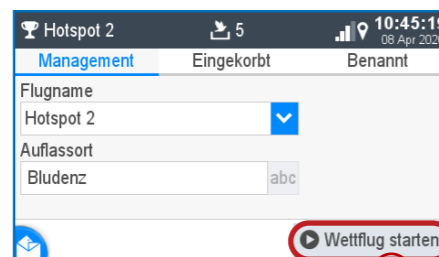 Hotspot 2 5 10:45:19
08 Apr 202
Management Eingekorbt Benannt
Flugname
Hotspot 2
Auflassort
Bludenz abc
Wettflug starten